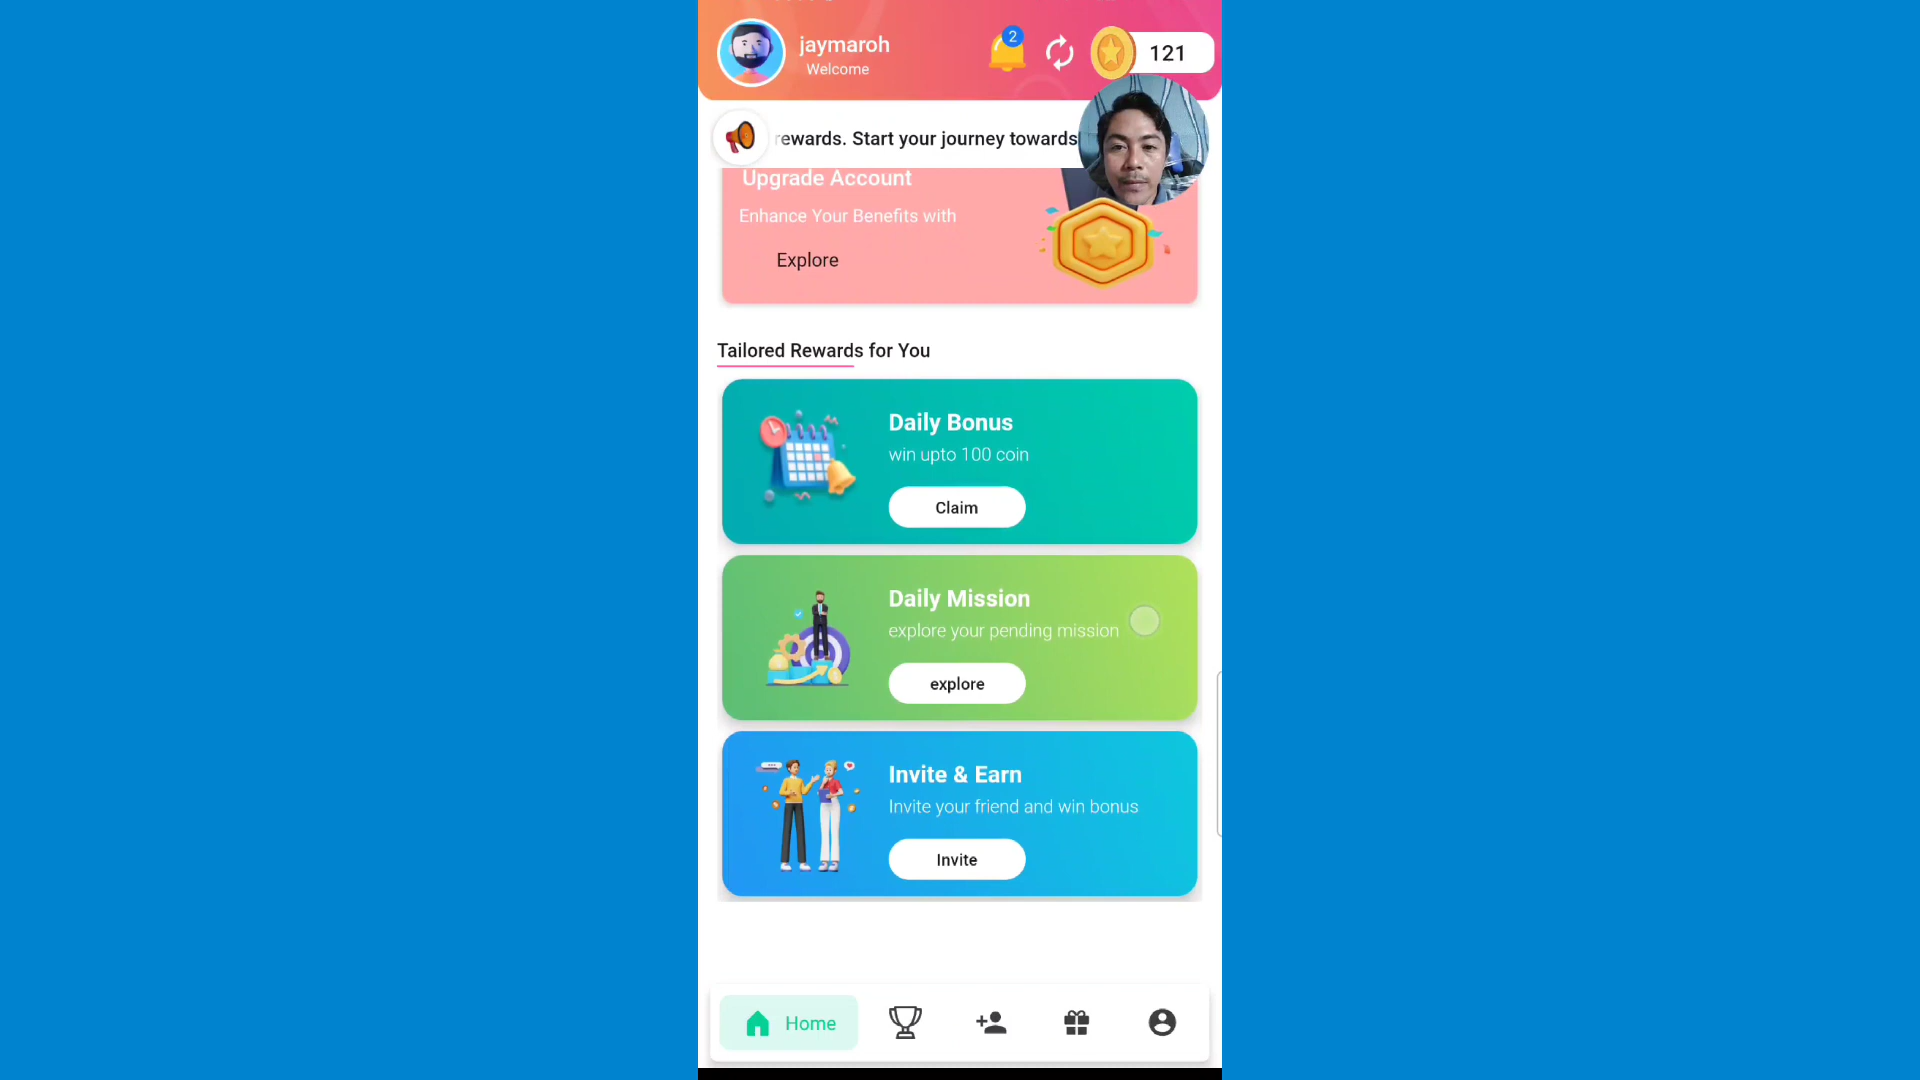 jaymaroh
Welcome
2
121
rewards. Start your journey towards
Upgrade Account
Enhance Your Benefits with
Explore
Tailored Rewards for You
Daily Bonus
win upto 100 coin
Claim
Daily Mission
explore your pending mission
explore
Invite & Earn
Invite your friend and win bonus
Invite
Home